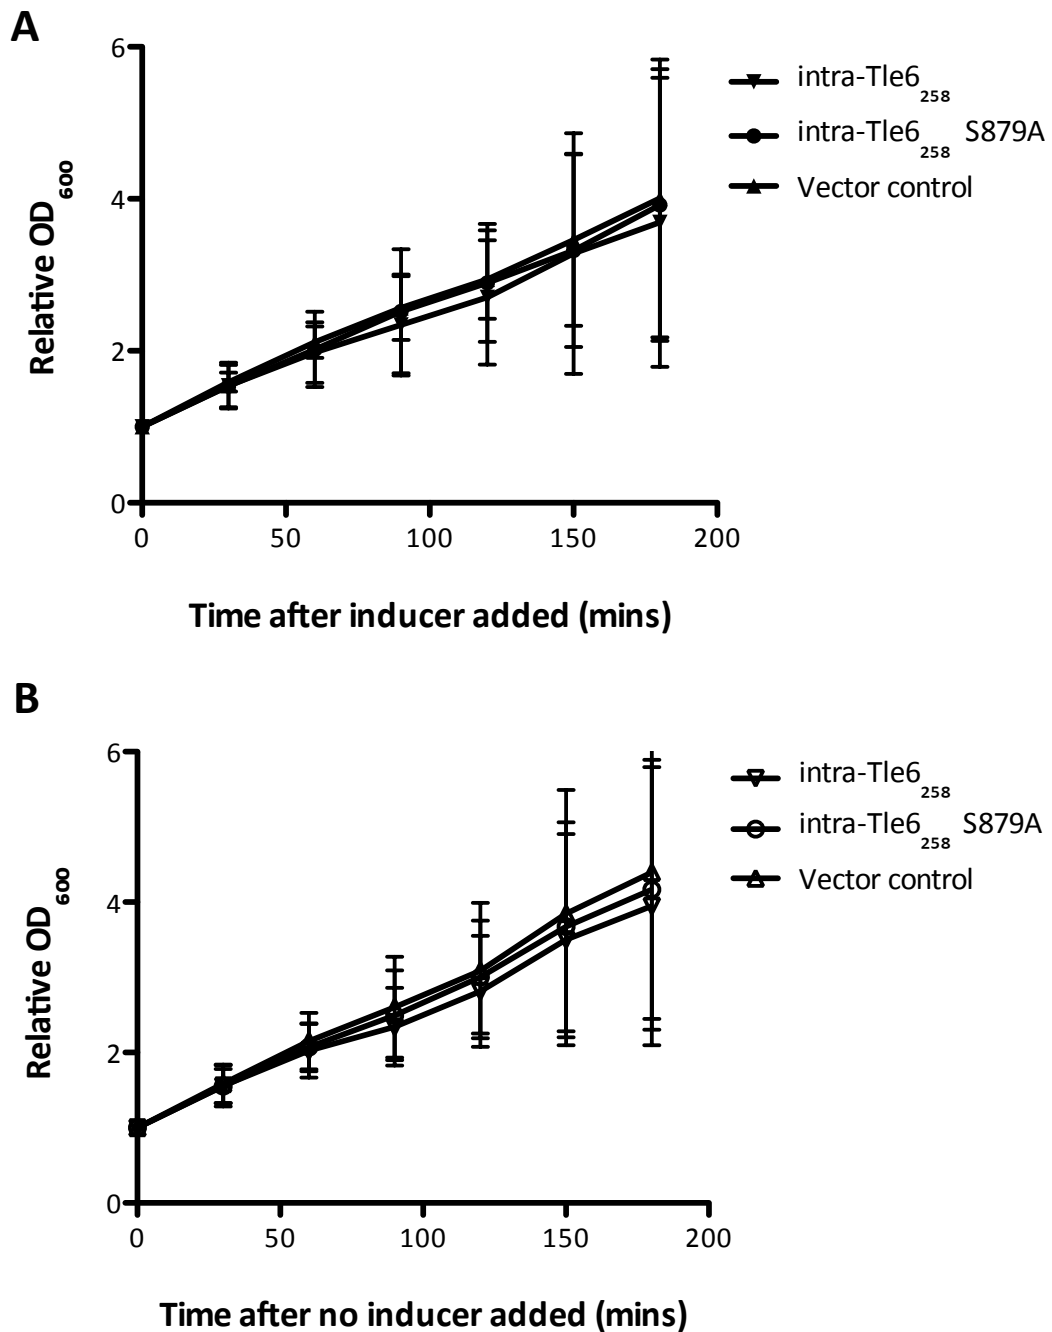 A
6
4
2
0
0 50 100 150 200
Relative OD600
Time after inducer added (mins)
intra-Tle6258
intra-Tle6258 S879A
Vector control
B
6
4
2
0
0 50 100 150 200
Relative OD600
Time after no inducer added (mins)
intra-Tle6258
intra-Tle6258 S879A
Vector control